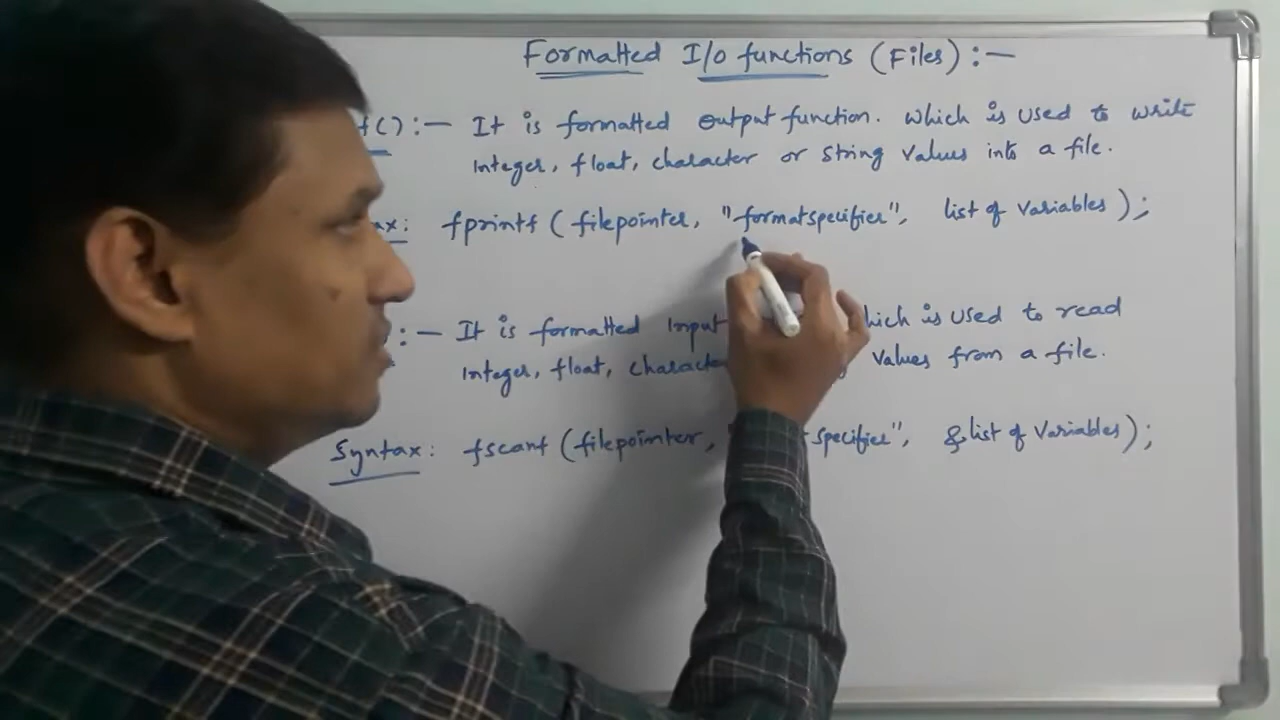 Formatted I/O functions (Files) :-
f() :- It is formatted output function. which is used to write
Integer, float, character or string values into a file.
ax: fprintf (filepointer, "formatspecifier", list of variables);
:- It is formatted Input hich is used to read
Integer, float, character values from a file.
Syntax: fscanf (filepointer, specifier", &list of variables);